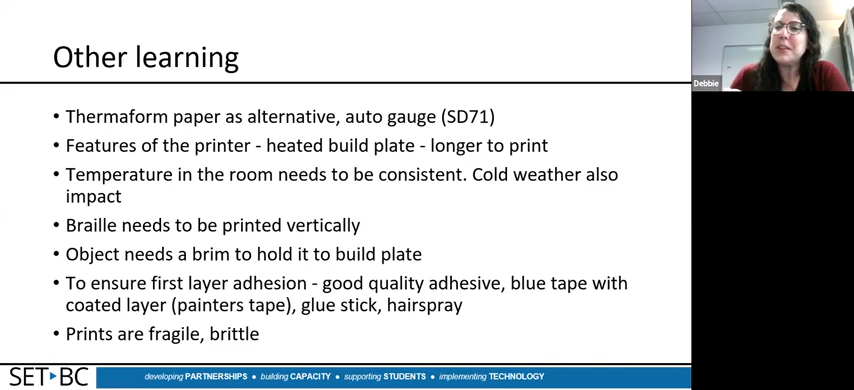 Other learning
• Thermaform paper as alternative, auto gauge (SD71)
• Features of the printer - heated build plate - longer to print
• Temperature in the room needs to be consistent. Cold weather also
impact
• Braille needs to be printed vertically
• Object needs a brim to hold it to build plate
• To ensure first layer adhesion - good quality adhesive, blue tape with
coated layer (painters tape), glue stick, hairspray
• Prints are fragile, brittle
SET BC
developing PARTNERSHIPS • building CAPACITY • supporting STUDENTS • implementing TECHNOLOGY
Debbie